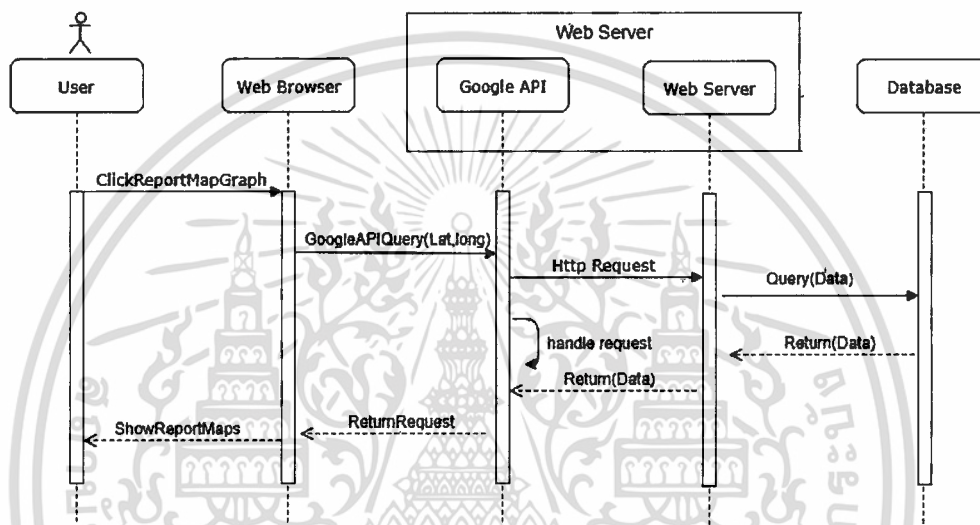 Web Server
User
Web Browser
Google API
Web Server
Database
ClickReportMapGraph
GoogleAPIQuery(Lat,long)
Http Request
Query(Data)
handle request
Return(Data)
Return(Data)
ReturnRequest
ShowReportMaps